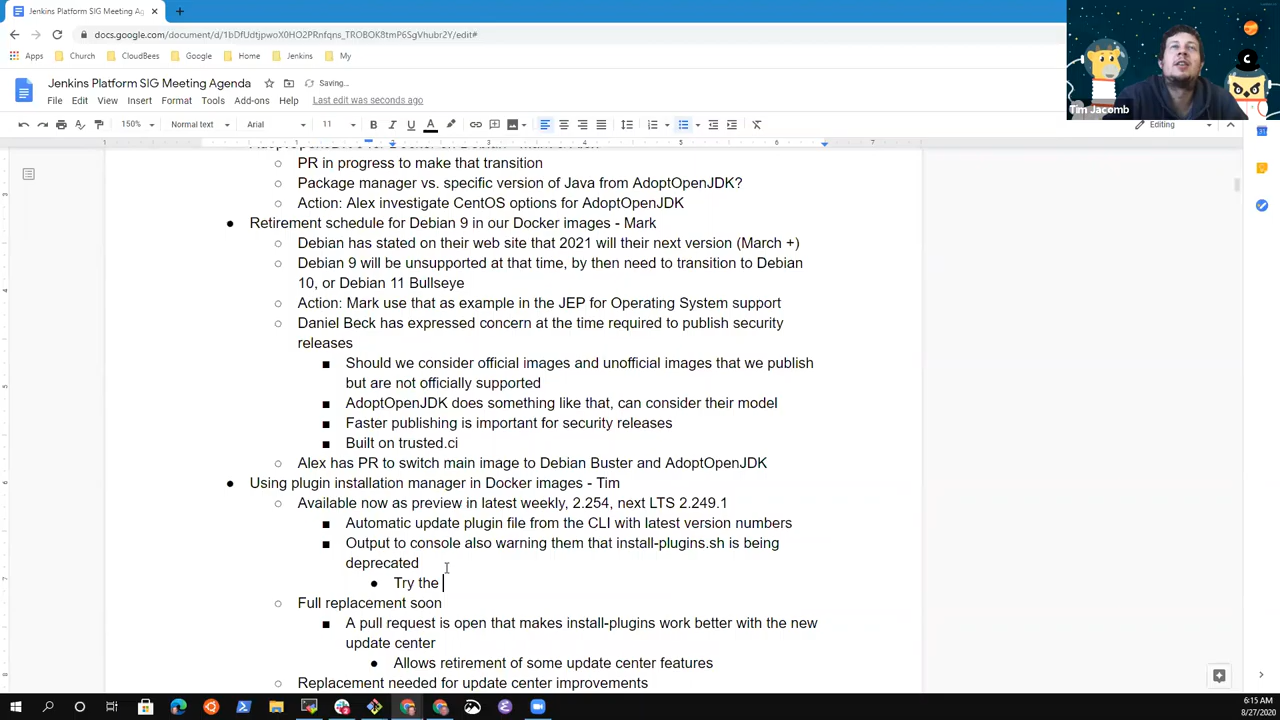 Jenkins Platform SIG Meeting Ag
docs.google.com/document/d/1bDfUdtjpwoX0HO2PRnfqns_TROBOK8tmP6SgVhubr2Y/edit#
Apps Church CloudBees Google Home Jenkins My
Jenkins Platform SIG Meeting Agenda Saving...
File Edit View Insert Format Tools Add-ons Help Last edit was seconds ago
150% Normal text Arial 11 B I U A Editing
1 1 2 3 4 5 6 7
PR in progress to make that transition
Package manager vs. specific version of Java from AdoptOpenJDK?
Action: Alex investigate CentOS options for AdoptOpenJDK
Retirement schedule for Debian 9 in our Docker images - Mark
Debian has stated on their web site that 2021 will their next version (March +)
Debian 9 will be unsupported at that time, by then need to transition to Debian
10, or Debian 11 Bullseye
Action: Mark use that as example in the JEP for Operating System support
Daniel Beck has expressed concern at the time required to publish security
releases
Should we consider official images and unofficial images that we publish
but are not officially supported
AdoptOpenJDK does something like that, can consider their model
Faster publishing is important for security releases
Built on trusted.ci
Alex has PR to switch main image to Debian Buster and AdoptOpenJDK
Using plugin installation manager in Docker images - Tim
Available now as preview in latest weekly, 2.254, next LTS 2.249.1
Automatic update plugin file from the CLI with latest version numbers
Output to console also warning them that install-plugins.sh is being
deprecated
Try the
Full replacement soon
A pull request is open that makes install-plugins work better with the new
update center
Allows retirement of some update center features
Replacement needed for update center improvements
Tim Jacomb
C
6:15 AM
8/27/2020